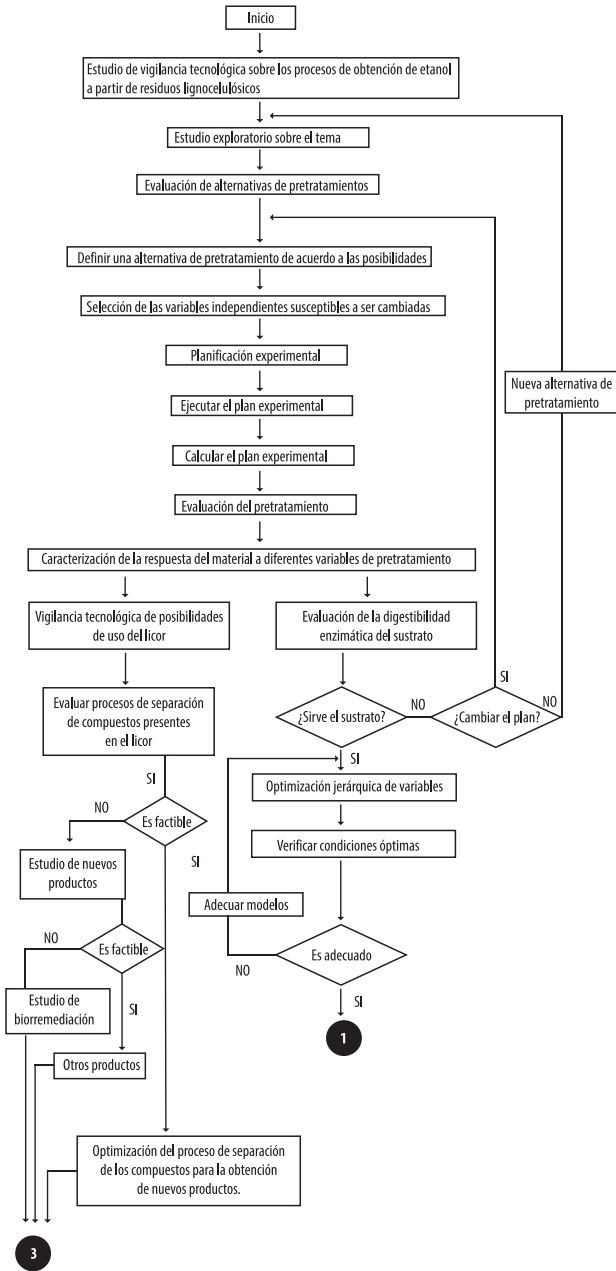 Inicio
Estudio de vigilancia tecnológica sobre los procesos de obtención de etanol
a partir de residuos lignocelulósicos
Estudio exploratorio sobre el tema
Evaluación de alternativas de pretratamientos
Definir una alternativa de pretratamiento de acuerdo a las posibilidades
Selección de las variables independientes susceptibles a ser cambiadas
Planificación experimental
Nueva alternativa de
pretratamiento
Ejecutar el plan experimental
Calcular el plan experimental
Evaluación del pretratamiento
Caracterización de la respuesta del material a diferentes variables de pretratamiento
Vigilancia tecnológica de posibilidades
de uso del licor
Evaluación de la digestibilidad
enzimática del sustrato
Evaluar procesos de separación
de compuestos presentes
en el licor
¿Sirve el sustrato?
NO
¿Cambiar el plan?
SI
NO
SI
SI
Optimización jerárquica de variables
NO
Es factible
SI
Verificar condiciones óptimas
Estudio de nuevos
productos
Adecuar modelos
NO
Es factible
SI
NO
Es adecuado
SI
Estudio de
biorremediación
1
Otros productos
Optimización del proceso de separación
de los compuestos para la obtención
de nuevos productos.
3